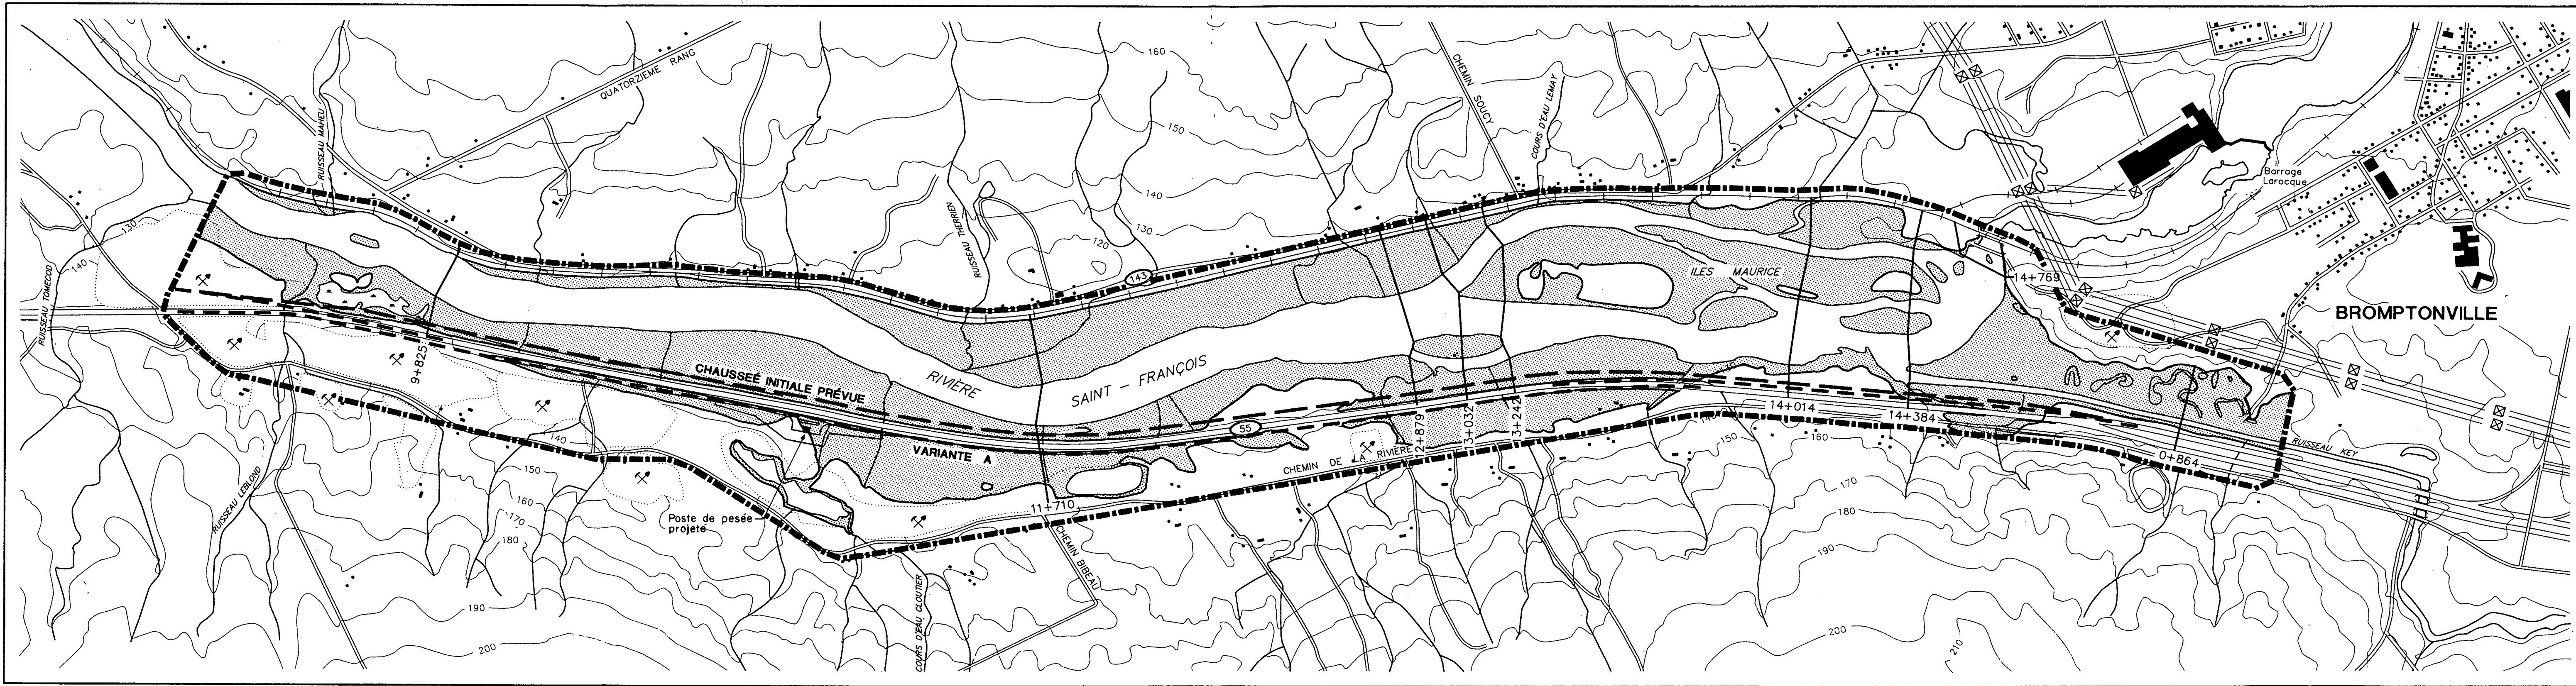 160
QUATORZIEME RANG
RUISSEAU MAHEU
CHEMIN SOUCY
COURS D'EAU LEMAY
150
140
130
120
RUISSEAU THERRIEN
143
Barrage
Larocque
130
140
RUISSEAU TOMECOD
ILES MAURICE
14+769
BROMPTONVILLE
9+825
CHAUSSEÉ INITIALE PRÉVUE
RIVIÈRE
SAINT - FRANÇOIS
55
VARIANTE A
12+879
13+032
13+242
14+014
14+384
140
150
160
140
150
160
170
180
RUISSEAU LEBLOND
CHEMIN DE LA RIVIÈRE
0+864
RUISSEAU KEY
170
180
190
Poste de pesée
projeté
11+710
CHEMIN BIBEAU
COURS D'EAU CLOUTIER
190
200
200
210